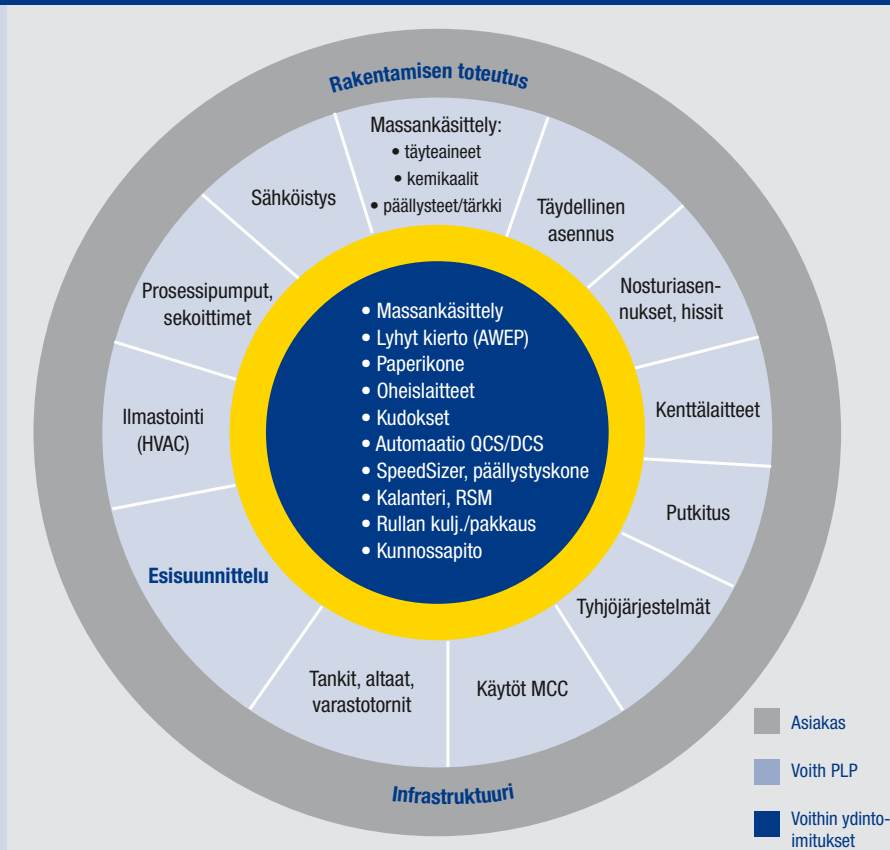 Rakentamisen toteutus
Massankäsittely:
• täyteaineet
• kemikaalit
• päällysteet/tärkki
Täydellinen
asennus
Nosturiasen-
nukset, hissit
Kenttälaitteet
Putkitus
Tyhjöjärjestelmät
Käytöt MCC
Tankit, altaat,
varastotornit
Esisuunnittelu
Ilmastointi
(HVAC)
Prosessipumput,
sekoittimet
Sähköistys
• Massankäsittely
• Lyhyt kierto (AWEP)
• Paperikone
• Oheislaitteet
• Kudokset
• Automaatio QCS/DCS
• SpeedSizer, päällystyskone
• Kalanteri, RSM
• Rullan kulj./pakkaus
• Kunnossapito
Infrastruktuuri
Asiakas
Voith PLP
Voithin ydinto-
imitukset